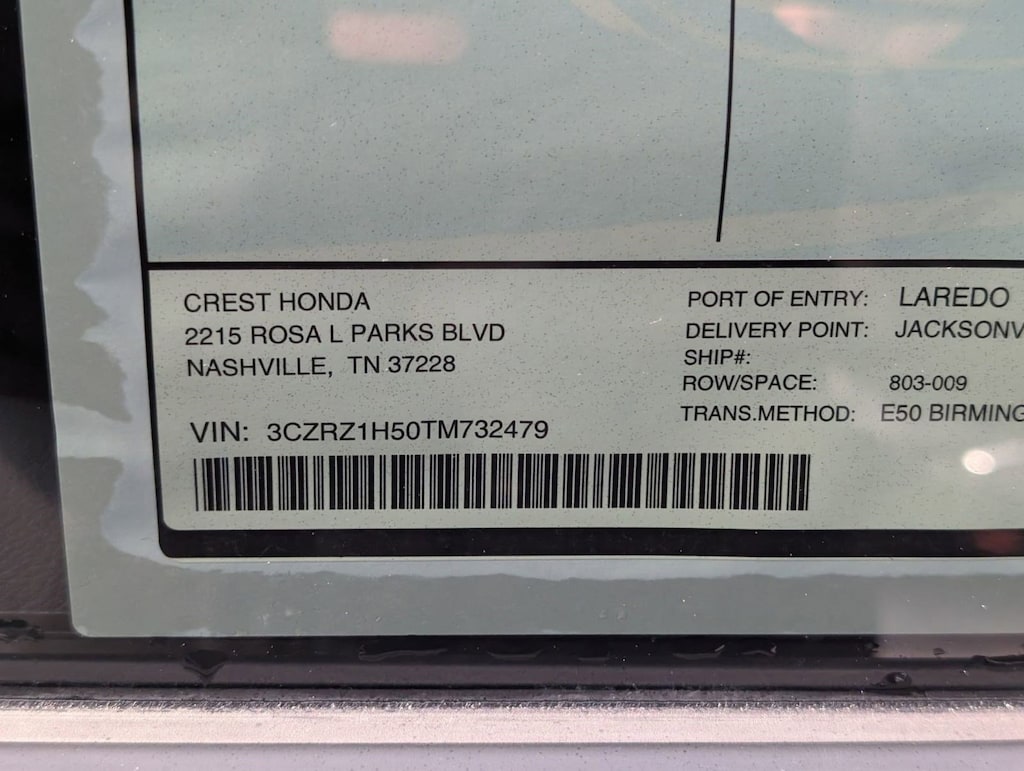 CREST HONDA
2215 ROSA L PARKS BLVD
NASHVILLE, TN 37228
VIN: 3CZRZ1H50TM732479
PORT OF ENTRY: LAREDO
DELIVERY POINT: JACKSONV
SHIP#:
ROW/SPACE: 803-009
TRANS.METHOD: E50 BIRMING